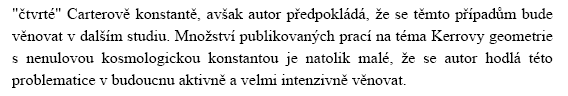 "čtvrté" Carterově konstantě, avšak autor předpokládá, že se těmto případům bude
věnovat v dalším studiu. Množství publikovaných prací na téma Kerrovy geometrie
s nenulovou kosmologickou konstantou je natolik malé, že se autor hodlá této
problematice v budoucnu aktivně a velmi intenzivně věnovat.